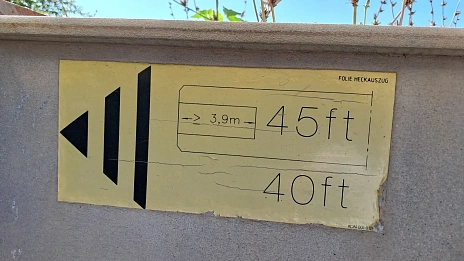 FOLIE HECKAUSZUG
≥ 3,9m
45ft
40ft